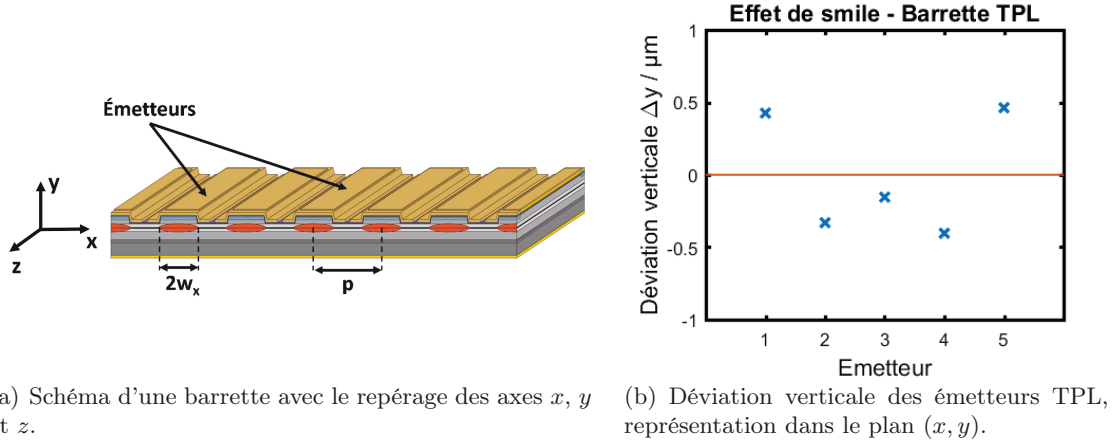 Émetteurs
y
x
z
2wx
p
Effet de smile - Barrette TPL
Déviation verticale Δy / µm
1
0.5
0
-0.5
-1
1 2 3 4 5
Emetteur
a) Schéma d'une barrette avec le repérage des axes x, y
t z.
(b) Déviation verticale des émetteurs TPL,
représentation dans le plan (x, y).